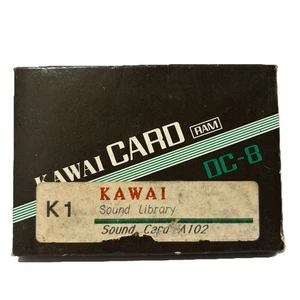 KAWAI CARD RAM
DC-8
K1 KAWAI
Sound Library
Sound Card A102